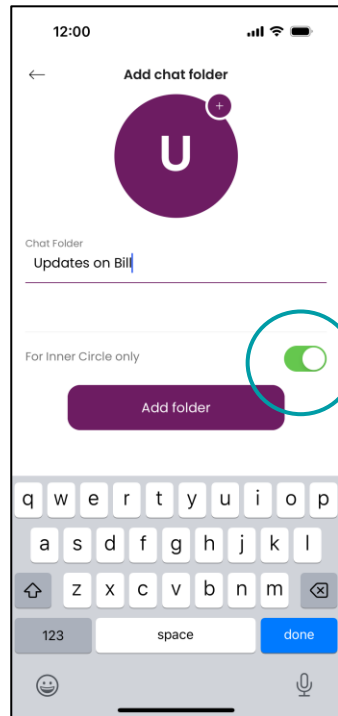 12:00
Add chat folder
+
U
Chat Folder
Updates on Bill
For Inner Circle only
Add folder
q w e r t y u i o p
a s d f g h j k l
z x c v b n m
123 space done